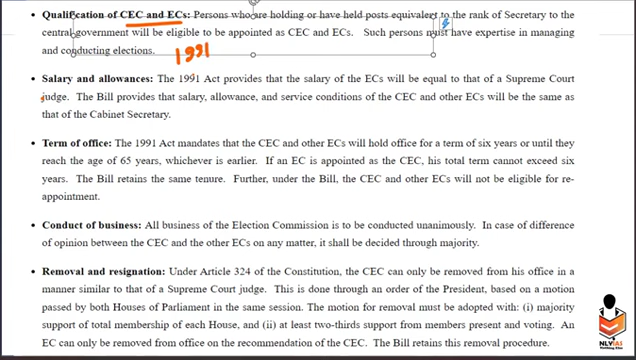 • Qualification of CEC and ECs: Persons who are holding or have held posts equivalent to the rank of Secretary to the
central government will be eligible to be appointed as CEC and ECs. Such persons must have expertise in managing
and conducting elections.
1991
• Salary and allowances: The 1991 Act provides that the salary of the ECs will be equal to that of a Supreme Court
judge. The Bill provides that salary, allowance, and service conditions of the CEC and other ECs will be the same as
that of the Cabinet Secretary.
• Term of office: The 1991 Act mandates that the CEC and other ECs will hold office for a term of six years or until they
reach the age of 65 years, whichever is earlier. If an EC is appointed as the CEC, his total term cannot exceed six
years. The Bill retains the same tenure. Further, under the Bill, the CEC and other ECs will not be eligible for re-
appointment.
• Conduct of business: All business of the Election Commission is to be conducted unanimously. In case of difference
of opinion between the CEC and the other ECs on any matter, it shall be decided through majority.
• Removal and resignation: Under Article 324 of the Constitution, the CEC can only be removed from his office in a
manner similar to that of a Supreme Court judge. This is done through an order of the President, based on a motion
passed by both Houses of Parliament in the same session. The motion for removal must be adopted with: (i) majority
support of total membership of each House, and (ii) at least two-thirds support from members present and voting. An
EC can only be removed from office on the recommendation of the CEC. The Bill retains this removal procedure.
NLYIAS
Nothing Else